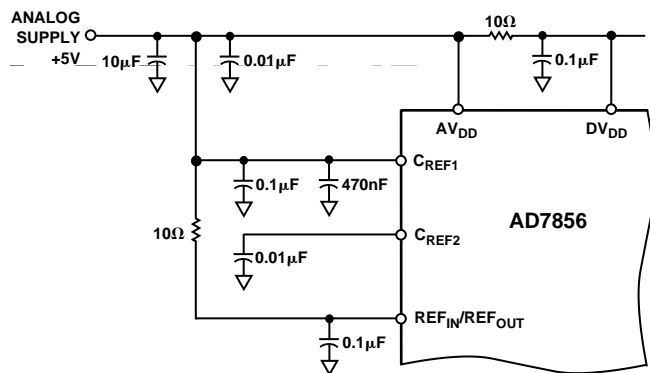 ANALOG
SUPPLY
+5V
10µF
0.01µF
10Ω
0.1µF
AVDD
DVDD
CREF1
0.1µF
470nF
AD7856
10Ω
CREF2
0.01µF
REFIN/REFOUT
0.1µF